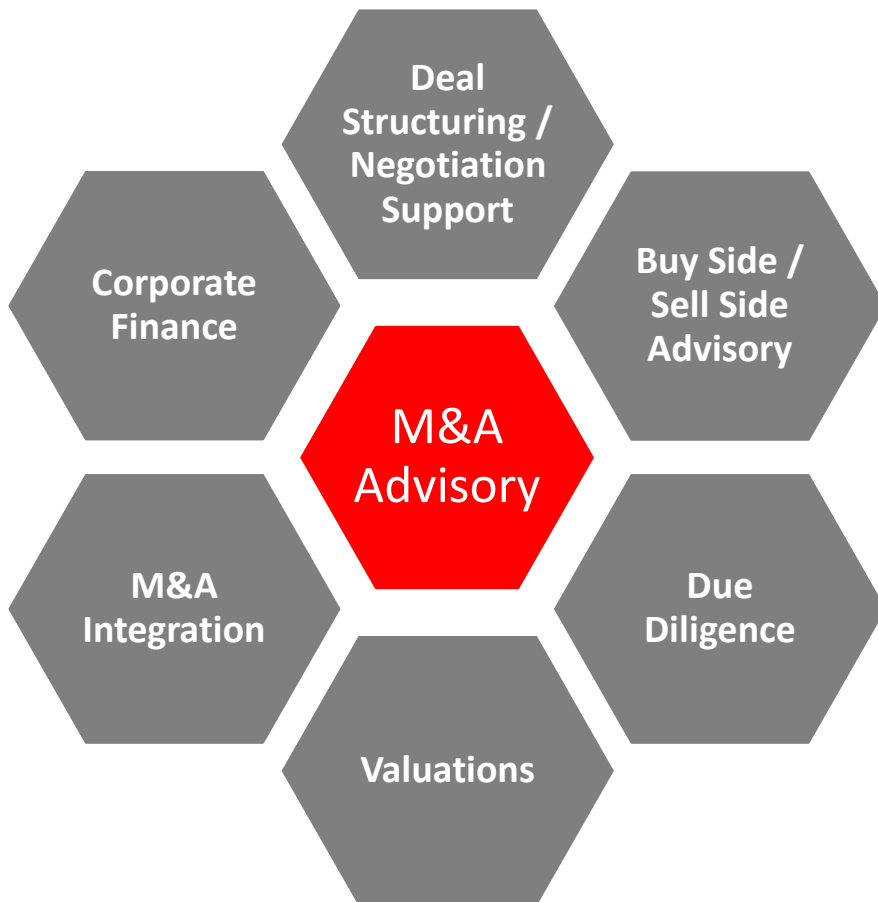 Deal
Structuring /
Negotiation
Support
Corporate
Finance
Buy Side /
Sell Side
Advisory
M&A
Advisory
M&A
Integration
Due
Diligence
Valuations